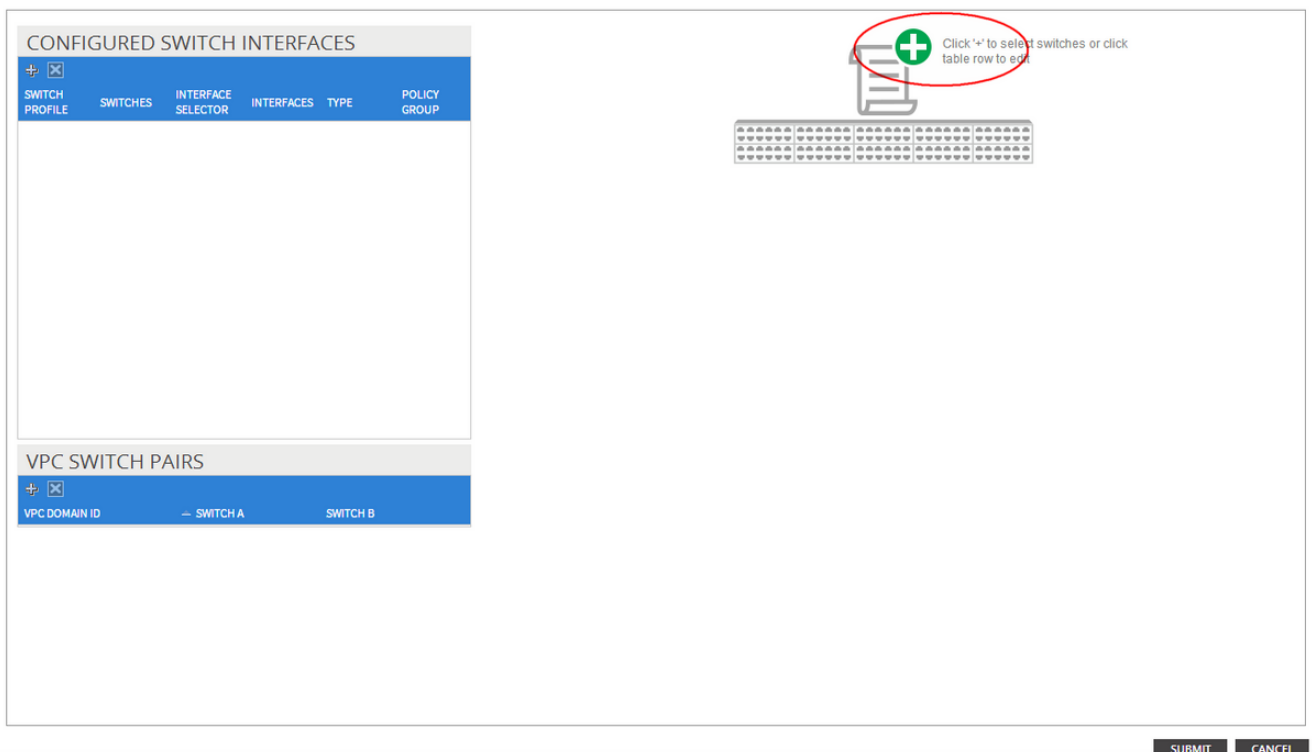 CONFIGURED SWITCH INTERFACES
SWITCH PROFILE
SWITCHES
INTERFACE SELECTOR
INTERFACES
TYPE
POLICY GROUP
Click '+' to select switches or click
table row to edit
VPC SWITCH PAIRS
VPC DOMAIN ID
SWITCH A
SWITCH B
SUBMIT
CANCEL